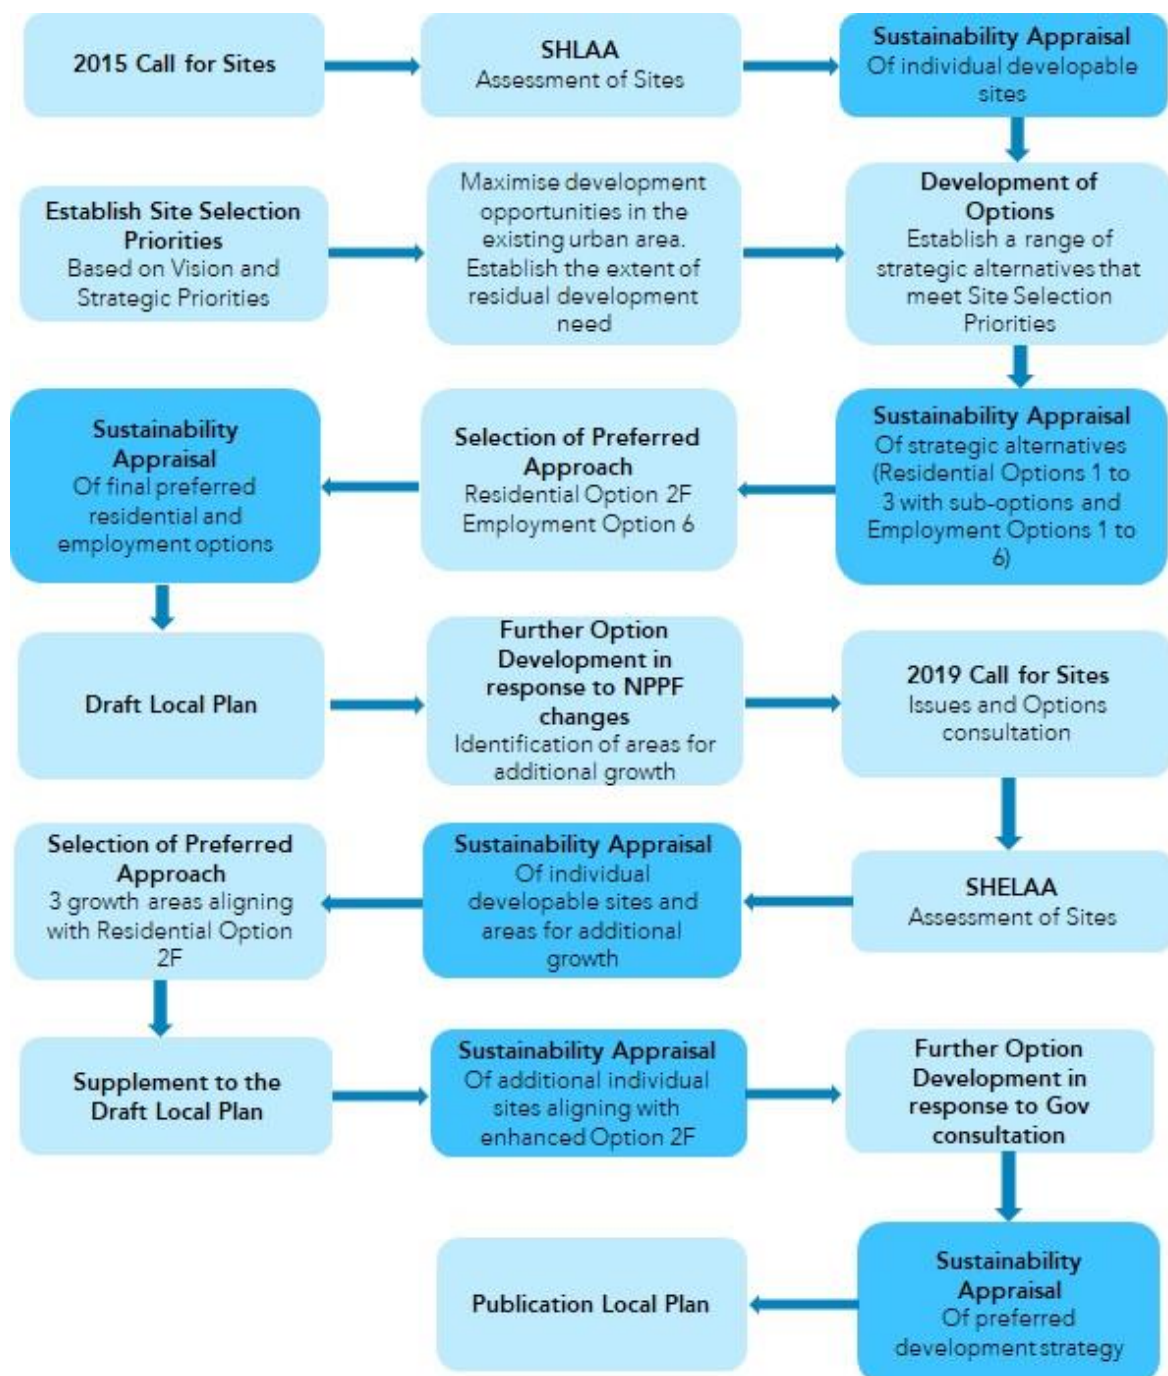 2015 Call for Sites
SHLAA
Assessment of Sites
Sustainability Appraisal
Of individual developable
sites
Establish Site Selection
Priorities
Based on Vision and
Strategic Priorities
Maximise development
opportunities in the
existing urban area.
Establish the extent of
residual development
need
Development of
Options
Establish a range of
strategic alternatives that
meet Site Selection
Priorities
Sustainability
Appraisal
Of final preferred
residential and
employment options
Selection of Preferred
Approach
Residential Option 2F
Employment Option 6
Sustainability Appraisal
Of strategic alternatives
(Residential Options 1 to
3 with sub-options and
Employment Options 1 to
6)
Draft Local Plan
Further Option
Development in
response to NPPF
changes
Identification of areas for
additional growth
2019 Call for Sites
Issues and Options
consultation
Selection of Preferred
Approach
3 growth areas aligning
with Residential Option
2F
Sustainability Appraisal
Of individual
developable sites and
areas for additional
growth
SHELAA
Assessment of Sites
Supplement to the
Draft Local Plan
Sustainability Appraisal
Of additional individual
sites aligning with
enhanced Option 2F
Further Option
Development in
response to Gov
consultation
Publication Local Plan
Sustainability
Appraisal
Of preferred
development strategy